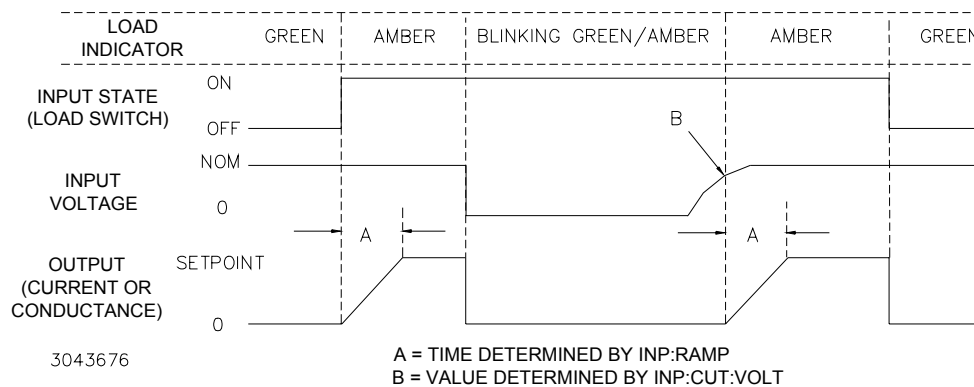 LOAD
INDICATOR
GREEN
AMBER
BLINKING GREEN/AMBER
AMBER
GREEN
INPUT STATE
(LOAD SWITCH)
ON
OFF
B
INPUT
VOLTAGE
NOM
0
A
A
OUTPUT
(CURRENT OR
CONDUCTANCE)
SETPOINT
0
3043676
A = TIME DETERMINED BY INP:RAMP
B = VALUE DETERMINED BY INP:CUT:VOLT